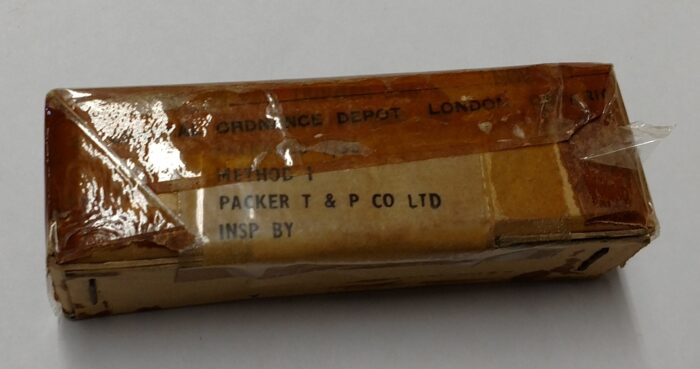 ORDNANCE DEPOT, LONDON
METHOD 1
PACKER T & P CO LTD
INSP BY